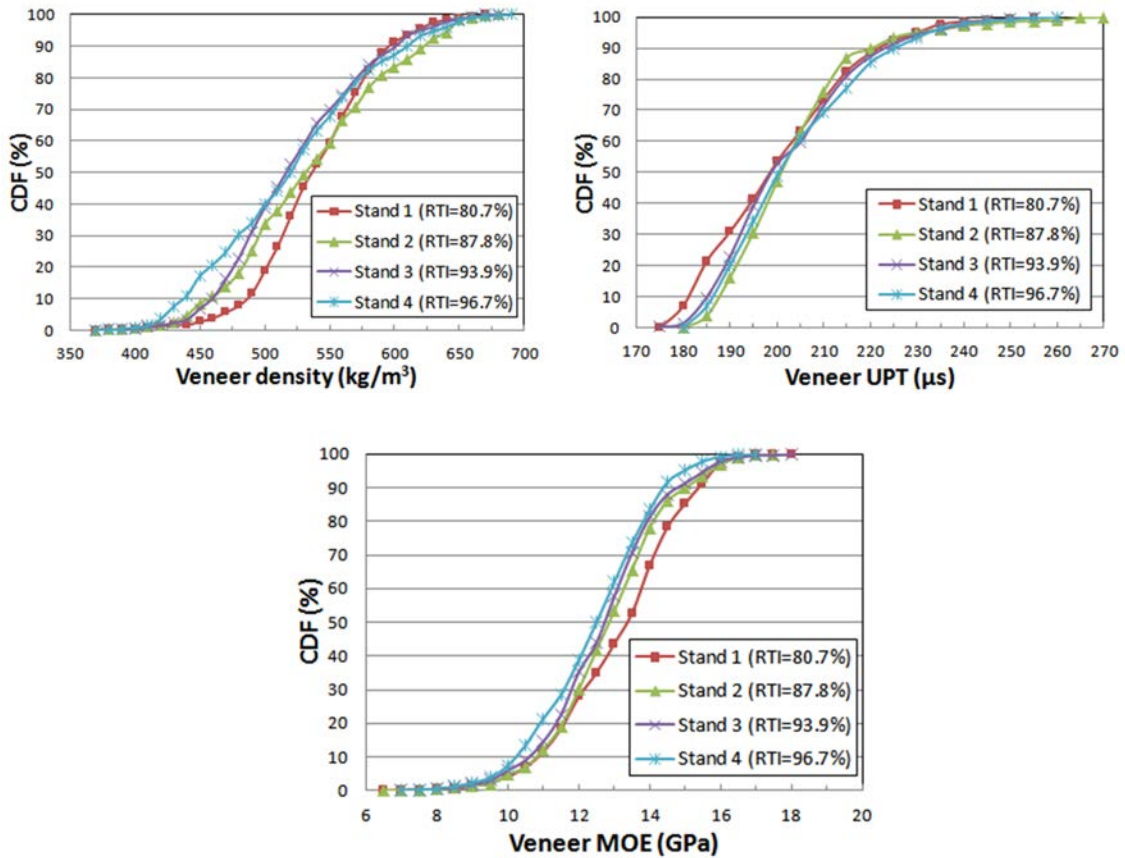 100
90
80
70
60
50
40
30
20
10
0
CDF (%)
Stand 1 (RTI=80.7%)
Stand 2 (RTI=87.8%)
Stand 3 (RTI=93.9%)
Stand 4 (RTI=96.7%)
350 400 450 500 550 600 650 700
Veneer density (kg/m³)
100
90
80
70
60
50
40
30
20
10
0
CDF (%)
Stand 1 (RTI=80.7%)
Stand 2 (RTI=87.8%)
Stand 3 (RTI=93.9%)
Stand 4 (RTI=96.7%)
170 180 190 200 210 220 230 240 250 260 270
Veneer UPT (μs)
100
90
80
70
60
50
40
30
20
10
0
CDF (%)
Stand 1 (RTI=80.7%)
Stand 2 (RTI=87.8%)
Stand 3 (RTI=93.9%)
Stand 4 (RTI=96.7%)
6 8 10 12 14 16 18 20
Veneer MOE (GPa)